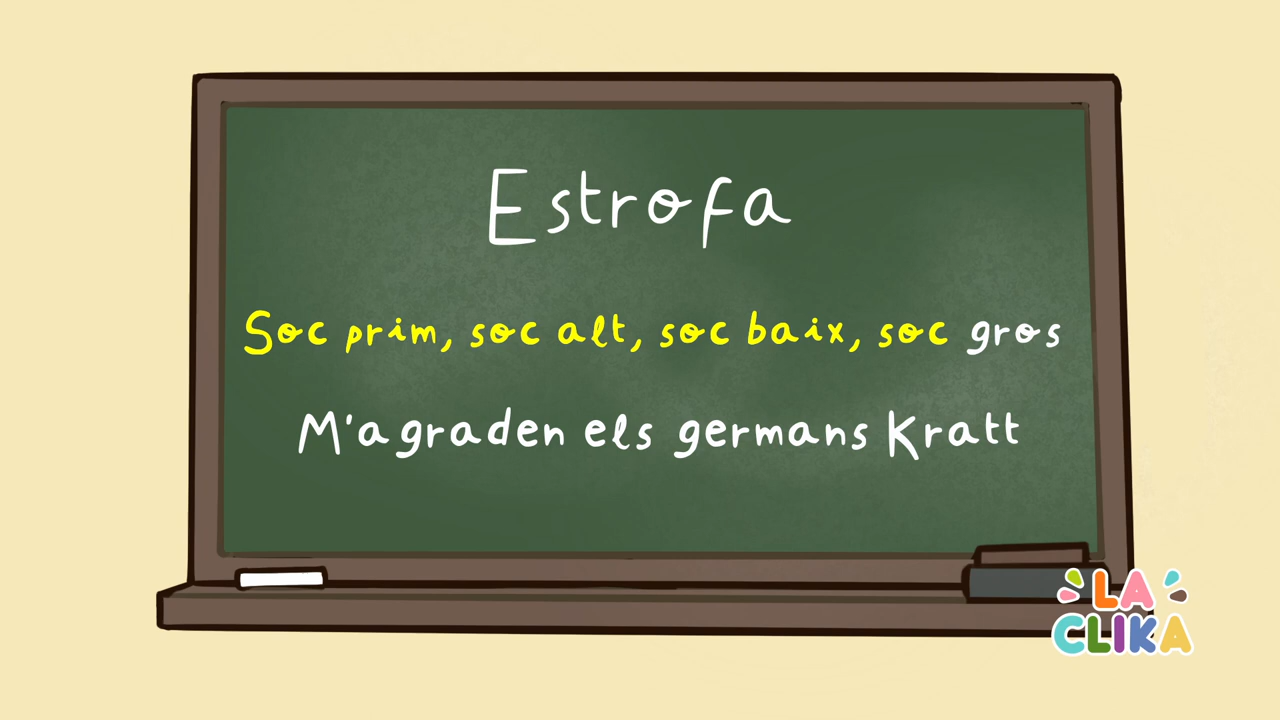 Estrofa
Soc prim, soc alt, soc baix, soc gros
M'agraden els germans Kratt
LA
CLIKA